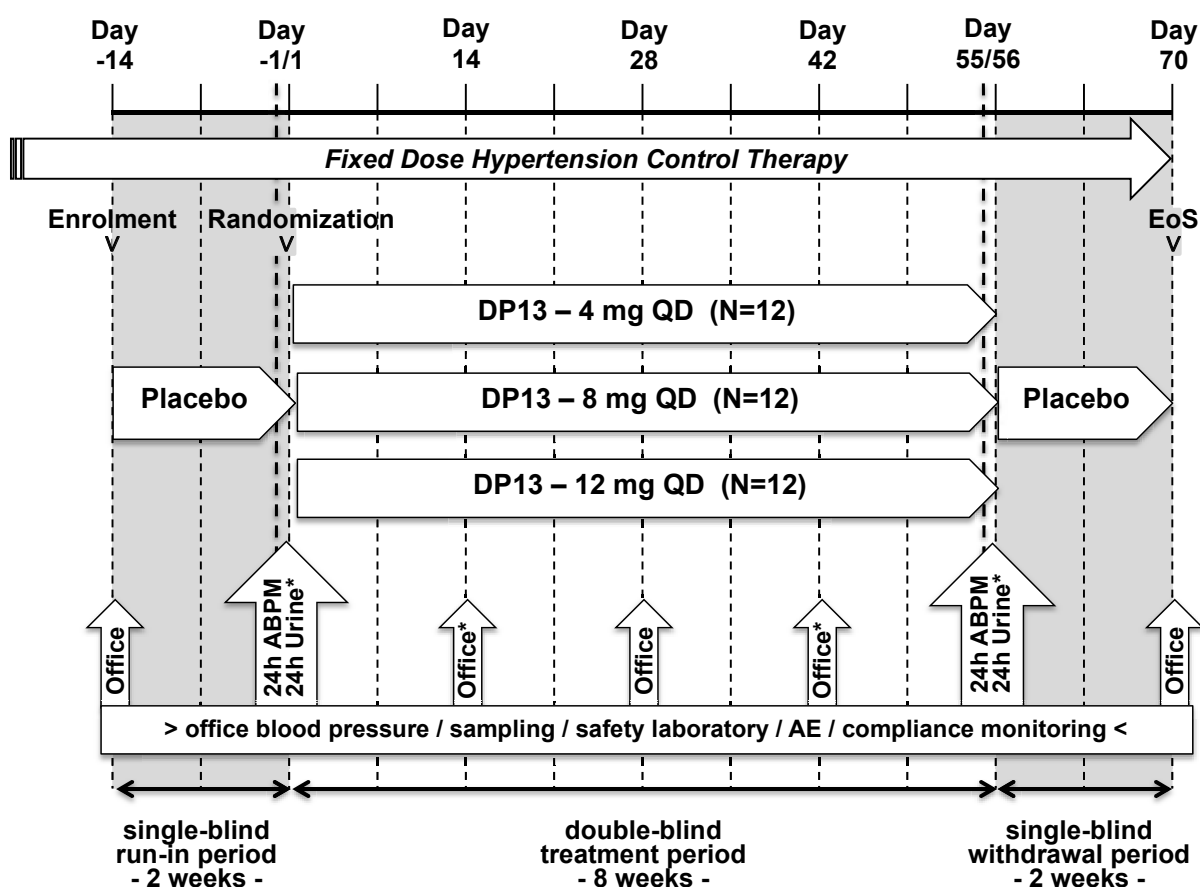 Day
-14
Day
-1/1
Day
14
Day
28
Day
42
Day
55/56
Day
70
Fixed Dose Hypertension Control Therapy
Enrolment
Randomization
EoS
DP13 – 4 mg QD (N=12)
Placebo
DP13 – 8 mg QD (N=12)
Placebo
DP13 – 12 mg QD (N=12)
Office
24h ABPM
24h Urine*
Office*
Office
Office*
24h ABPM
24h Urine*
Office
> office blood pressure / sampling / safety laboratory / AE / compliance monitoring <
single-blind
run-in period
- 2 weeks -
double-blind
treatment period
- 8 weeks -
single-blind
withdrawal period
- 2 weeks -